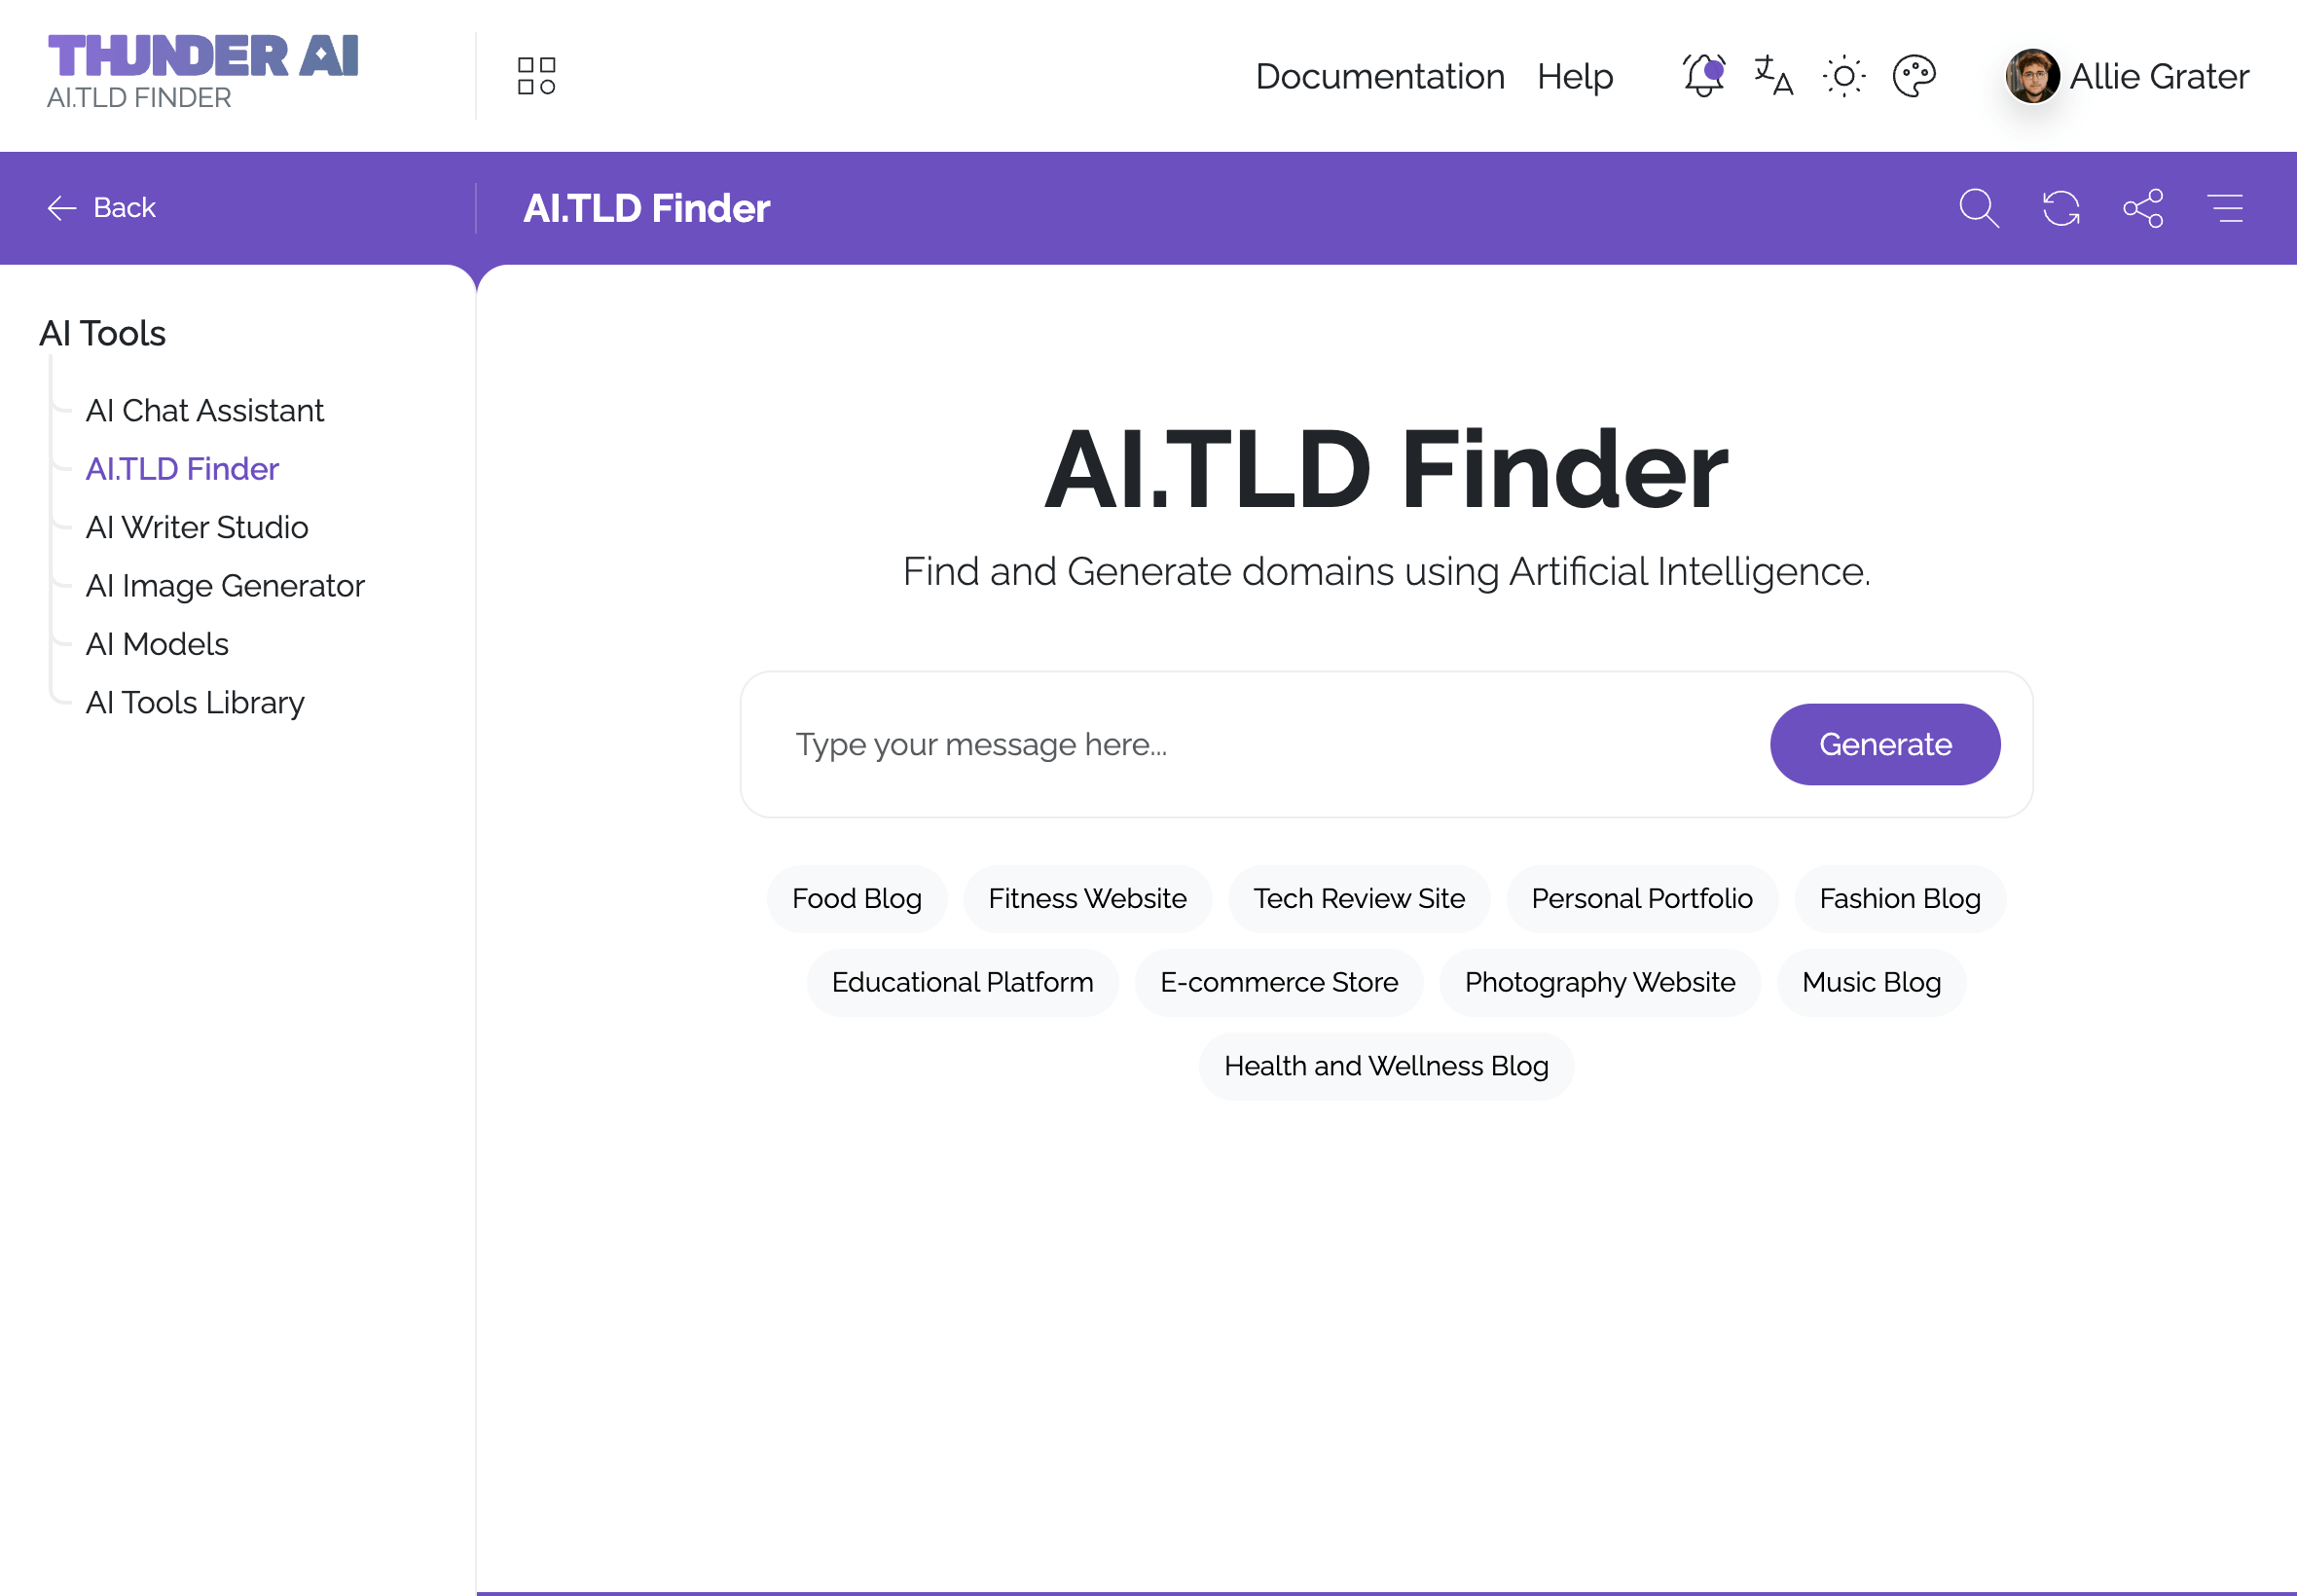 THUNDER AI
AI.TLD FINDER
Documentation Help
Allie Grater
Back
AI.TLD Finder
AI Tools
AI Chat Assistant
AI.TLD Finder
AI Writer Studio
AI Image Generator
AI Models
AI Tools Library
AI.TLD Finder
Find and Generate domains using Artificial Intelligence.
Type your message here...
Generate
Food Blog Fitness Website Tech Review Site Personal Portfolio Fashion Blog
Educational Platform E-commerce Store Photography Website Music Blog
Health and Wellness Blog